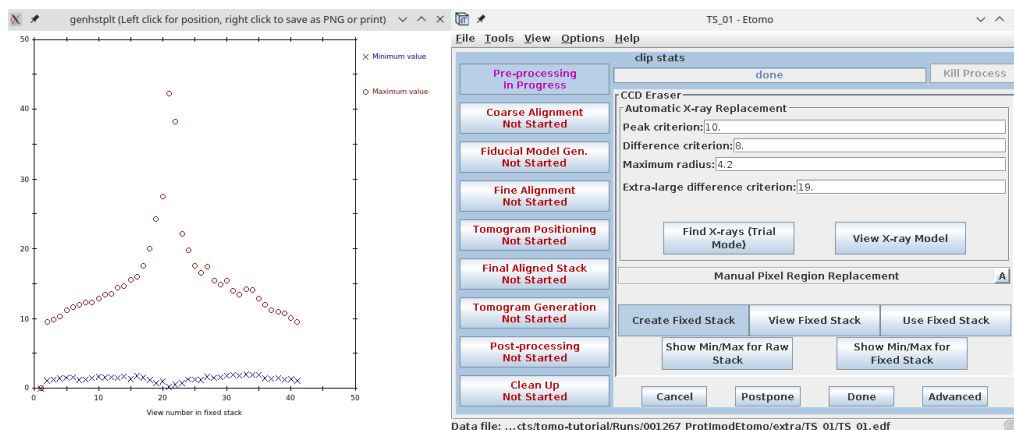 genhstplt (Left click for position, right click to save as PNG or print)
50
Minimum value
Maximum value
40
30
20
10
0
0 10 20 30 40 50
View number in fixed stack
TS_01 - Etomo
File Tools View Options Help
Pre-processing
In Progress
Coarse Alignment
Not Started
Fiducial Model Gen.
Not Started
Fine Alignment
Not Started
Tomogram Positioning
Not Started
Final Aligned Stack
Not Started
Tomogram Generation
Not Started
Post-processing
Not Started
Clean Up
Not Started
clip stats
done
Kill Process
CCD Eraser
Automatic X-ray Replacement
Peak criterion: 10.
Difference criterion: 8.
Maximum radius: 4.2
Extra-large difference criterion: 19.
Find X-rays (Trial
Mode)
View X-ray Model
Manual Pixel Region Replacement
A
Create Fixed Stack
View Fixed Stack
Use Fixed Stack
Show Min/Max for Raw
Stack
Show Min/Max for
Fixed Stack
Cancel
Postpone
Done
Advanced
Data file: ...cts/tomo-tutorial/Runs/001267_ProtImodEtomo/extra/TS_01/TS_01.edf